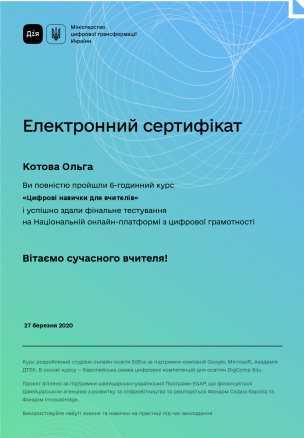 Дія
Міністерство
цифрової трансформації
України
Електронний сертифікат
Котова Ольга
Ви повністю пройшли 6-годинний курс
«Цифрові навички для вчителів»
і успішно здали фінальне тестування
на Національній онлайн-платформі з цифрової грамотності
Вітаємо сучасного вчителя!
27 березня 2020
Курс розроблений студією онлайн-освіти EdEra за підтримки компаній Google, Microsoft, Академія
ДТЕК. В основі курсу — Європейська рамка цифрових компетенцій для освітян DigComp Edu.
Проєкт втілено за підтримки швейцарсько-української Програми EGAP, що фінансується
Швейцарською агенцією з розвитку та співробітництва та реалізується Фондом Східна Європа та
Фондом Innovabridge.
Використовуйте набуті знання та навички на практиці під час викладання